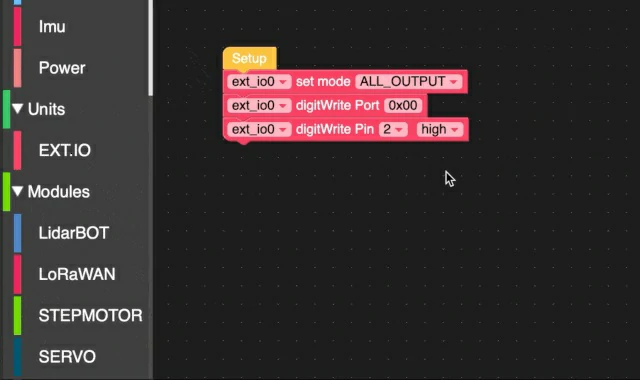 Imu
Power
Units
EXT.IO
Modules
LidarBOT
LoRaWAN
STEPMOTOR
SERVO
Setup
ext_io0 set mode ALL_OUTPUT
ext_io0 digitWrite Port 0x00
ext_io0 digitWrite Pin 2 high